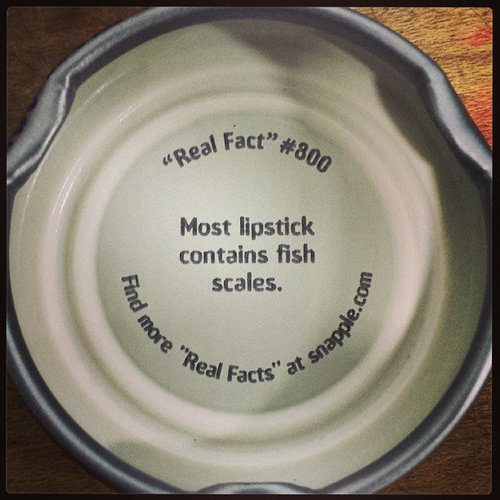 “Real Fact” #800
Most lipstick
contains fish
scales.
Find more "Real Facts" at snapple.com